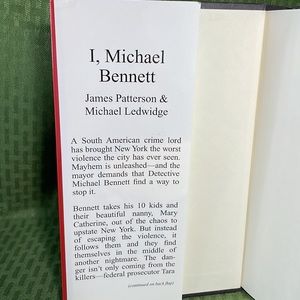 I, Michael
Bennett
James Patterson &
Michael Ledwidge
A South American crime lord
has brought New York the worst
violence the city has ever seen.
Mayhem is unleashed—and the
mayor demands that Detective
Michael Bennett find a way to
stop it.
Bennett takes his 10 kids and
their beautiful nanny, Mary
Catherine, out of the chaos to
upstate New York. But instead
of escaping the violence, it
follows them and they find
themselves in the middle of
another nightmare. The dan-
ger isn't only coming from the
killers—federal prosecutor Tara
(continued on back flap)